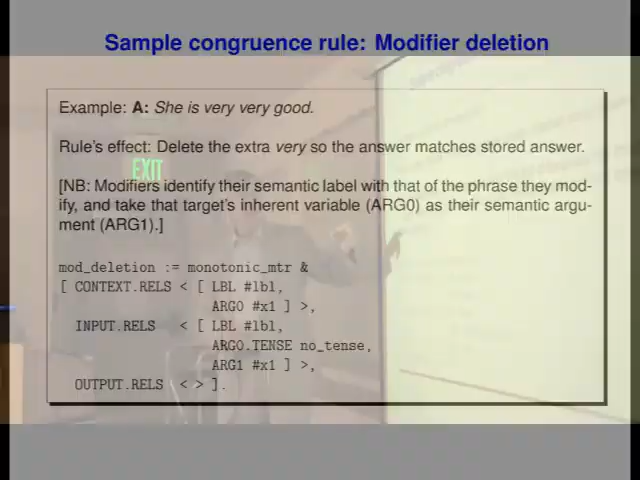 Sample congruence rule: Modifier deletion
Example: A: She is very very good.
Rule's effect: Delete the extra very so the answer matches stored answer.
EXIT
[NB: Modifiers identify their semantic label with that of the phrase they mod-
ify, and take that target's inherent variable (ARG0) as their semantic argu-
ment (ARG1).]
mod_deletion := monotonic_mtr &
[ CONTEXT.RELS < [ LBL #lbl,
ARG0 #x1 ] >,
INPUT.RELS < [ LBL #lbl,
ARG0.TENSE no_tense,
ARG1 #x1 ] >,
OUTPUT.RELS < > ].